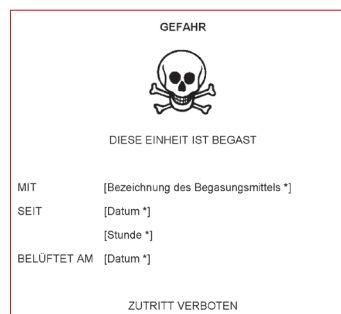 GEFAHR
DIESE EINHEIT IST BEGAST
MIT [Bezeichnung des Begasungsmittels *]
SEIT [Datum *]
[Stunde *]
BELÜFTET AM [Datum *]
ZUTRITT VERBOTEN